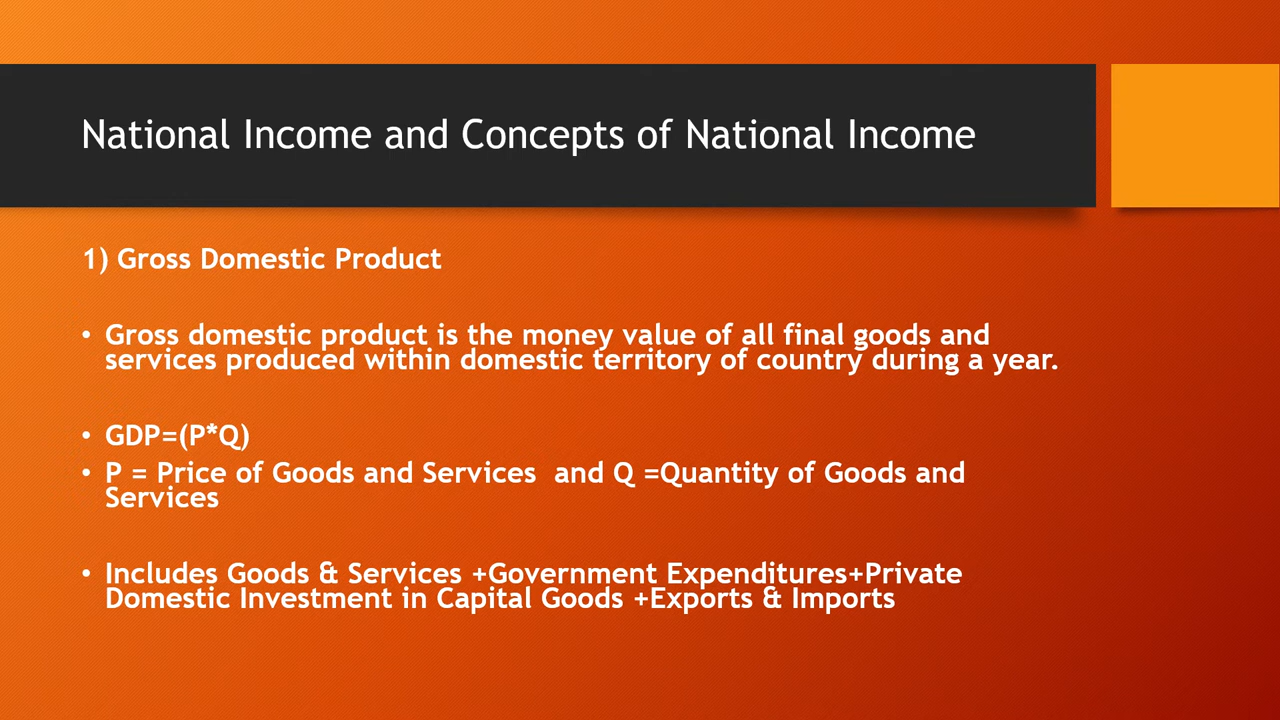 National Income and Concepts of National Income
1) Gross Domestic Product
• Gross domestic product is the money value of all final goods and
services produced within domestic territory of country during a year.
• GDP=(P*Q)
• P = Price of Goods and Services  and Q =Quantity of Goods and
Services
• Includes Goods & Services +Government Expenditures+Private
Domestic Investment in Capital Goods +Exports & Imports